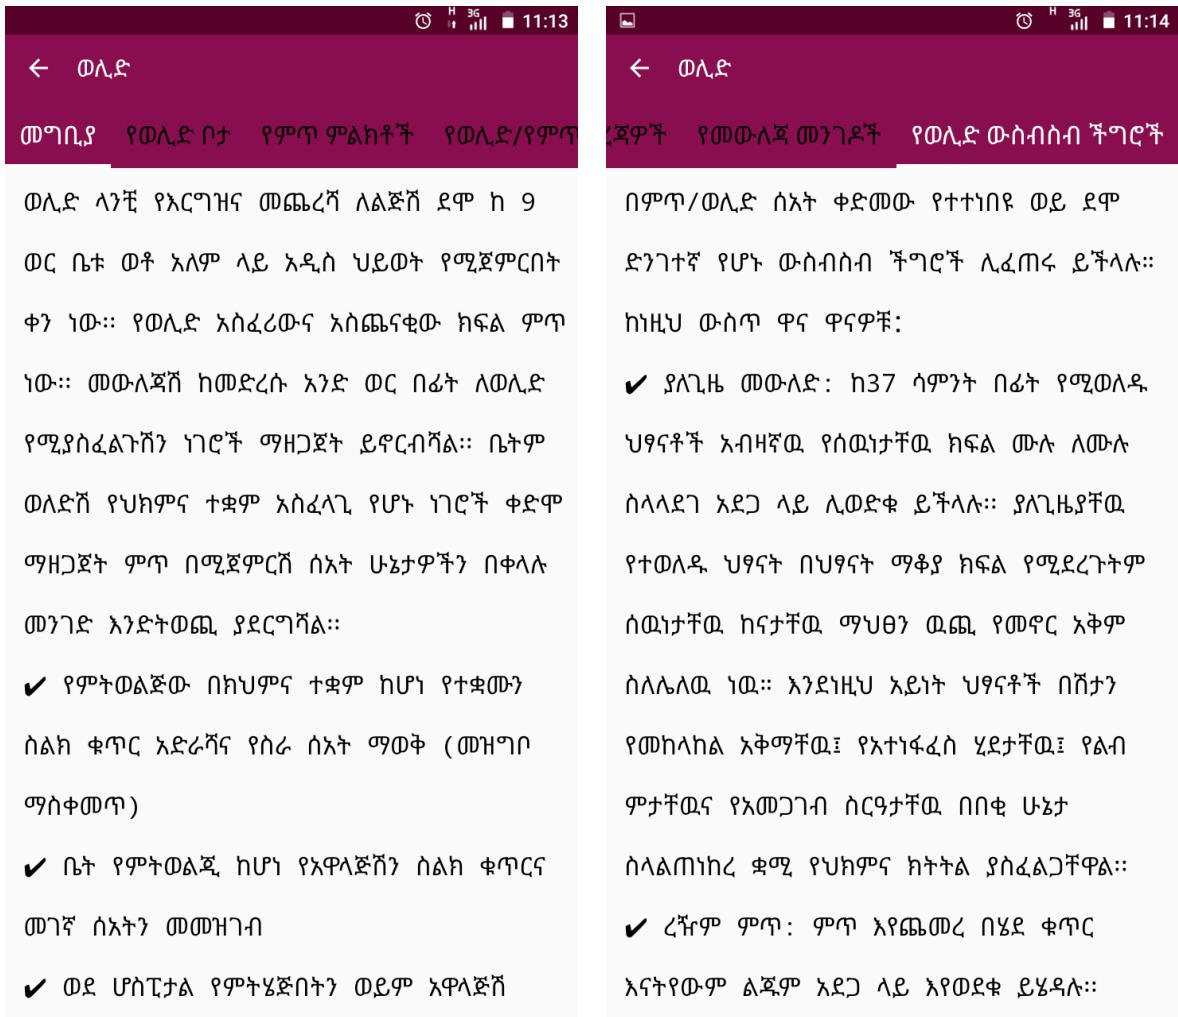 H 3G 11:13
ወሊድ
መግቢያ የወሊድ ቦታ የምጥ ምልክቶች የወሊድ/የምጥ
ወሊድ ላንቺ የእርግዝና መጨረሻ ለልጅሽ ደሞ ከ 9
ወር ቤቱ ወቶ አለም ላይ አዲስ ህይወት የሚጀምርበት
ቀን ነው፡፡ የወሊድ አስፈሪውና አስጨናቂው ክፍል ምጥ
ነው፡፡ መውለጃሽ ከመድረሱ አንድ ወር በፊት ለወሊድ
የሚያስፈልጉሽን ነገሮች ማዘጋጀት ይኖርብሻል፡፡ ቤትም
ወለድሽ የህክምና ተቋም አስፈላጊ የሆኑ ነገሮች ቀድሞ
ማዘጋጀት ምጥ በሚጀምርሽ ሰአት ሁኔታዎችን በቀላሉ
መንገድ እንድትወጪ ያደርግሻል፡፡
✔ የምትወልጅው በክህምና ተቋም ከሆነ የተቋሙን
ስልክ ቁጥር አድራሻና የስራ ሰአት ማወቅ (መዝግቦ
ማስቀመጥ)
✔ ቤት የምትወልጂ ከሆነ የአዋላጅሽን ስልክ ቁጥርና
መገኛ ሰአትን መመዝገብ
✔ ወደ ሆስፒታል የምትሄጅበትን ወይም አዋላጅሽ
H 3G 11:14
ወሊድ
ረጃዎች የመውለጃ መንገዶች የወሊድ ውስብስብ ችግሮች
በምጥ/ወሊድ ሰአት ቀድመው የተተነበዩ ወይ ደሞ
ድንገተኛ የሆኑ ውስብስብ ችግሮች ሊፈጠሩ ይችላሉ።
ከነዚህ ውስጥ ዋና ዋናዎቹ:
✔ ያለጊዜ መውለድ: ከ37 ሳምንት በፊት የሚወለዱ
ህፃናቶች አብዛኛዉ የሰዉነታቸዉ ክፍል ሙሉ ለሙሉ
ስላላደገ አደጋ ላይ ሊወድቁ ይችላሉ፡፡ ያለጊዜያቸዉ
የተወለዱ ህፃናት በህፃናት ማቆያ ክፍል የሚደረጉትም
ሰዉነታቸዉ ከናታቸዉ ማህፀን ዉጪ የመኖር አቅም
ስለሌለዉ ነዉ። እንደነዚህ አይነት ህፃናቶች በሽታን
የመከላከል አቅማቸዉ፤ የአተነፋፈስ ሂደታቸዉ፤ የልብ
ምታቸዉና የአመጋገብ ስርዓታቸዉ በበቂ ሁኔታ
ስላልጠነከረ ቋሚ የህክምና ክትትል ያስፈልጋቸዋል፡፡
✔ ረዥም ምጥ: ምጥ እየጨመረ በሄደ ቁጥር
እናትየውም ልጁም አደጋ ላይ እየወደቁ ይሄዳሉ፡፡